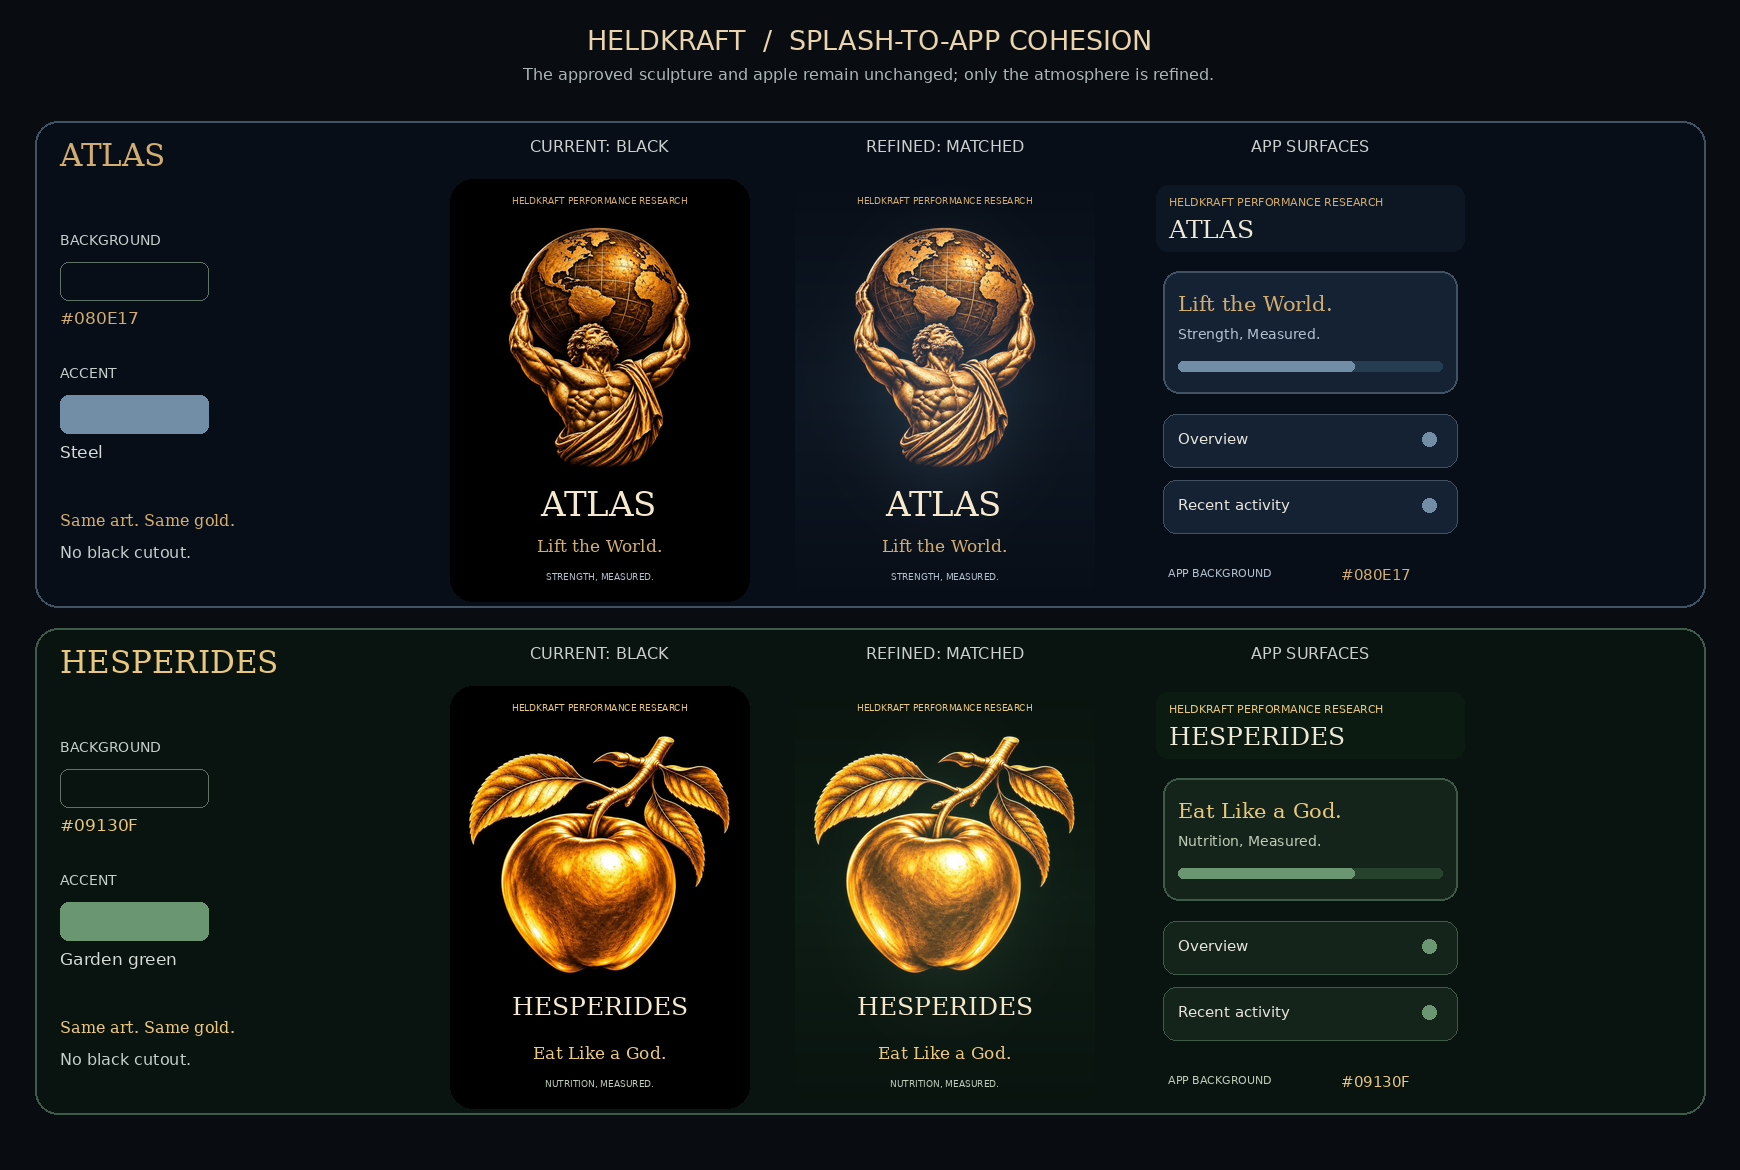 HELDKRAFT / SPLASH-TO-APP COHESION
The approved sculpture and apple remain unchanged; only the atmosphere is refined.
ATLAS
BACKGROUND
#080E17
ACCENT
Steel
Same art. Same gold.
No black cutout.
CURRENT: BLACK
HELDKRAFT PERFORMANCE RESEARCH
ATLAS
Lift the World.
STRENGTH, MEASURED.
REFINED: MATCHED
HELDKRAFT PERFORMANCE RESEARCH
ATLAS
Lift the World.
STRENGTH, MEASURED.
APP SURFACES
HELDKRAFT PERFORMANCE RESEARCH
ATLAS
Lift the World.
Strength, Measured.
Overview
Recent activity
APP BACKGROUND #080E17
HESPERIDES
BACKGROUND
#09130F
ACCENT
Garden green
Same art. Same gold.
No black cutout.
CURRENT: BLACK
HELDKRAFT PERFORMANCE RESEARCH
HESPERIDES
Eat Like a God.
NUTRITION, MEASURED.
REFINED: MATCHED
HELDKRAFT PERFORMANCE RESEARCH
HESPERIDES
Eat Like a God.
NUTRITION, MEASURED.
APP SURFACES
HELDKRAFT PERFORMANCE RESEARCH
HESPERIDES
Eat Like a God.
Nutrition, Measured.
Overview
Recent activity
APP BACKGROUND #09130F